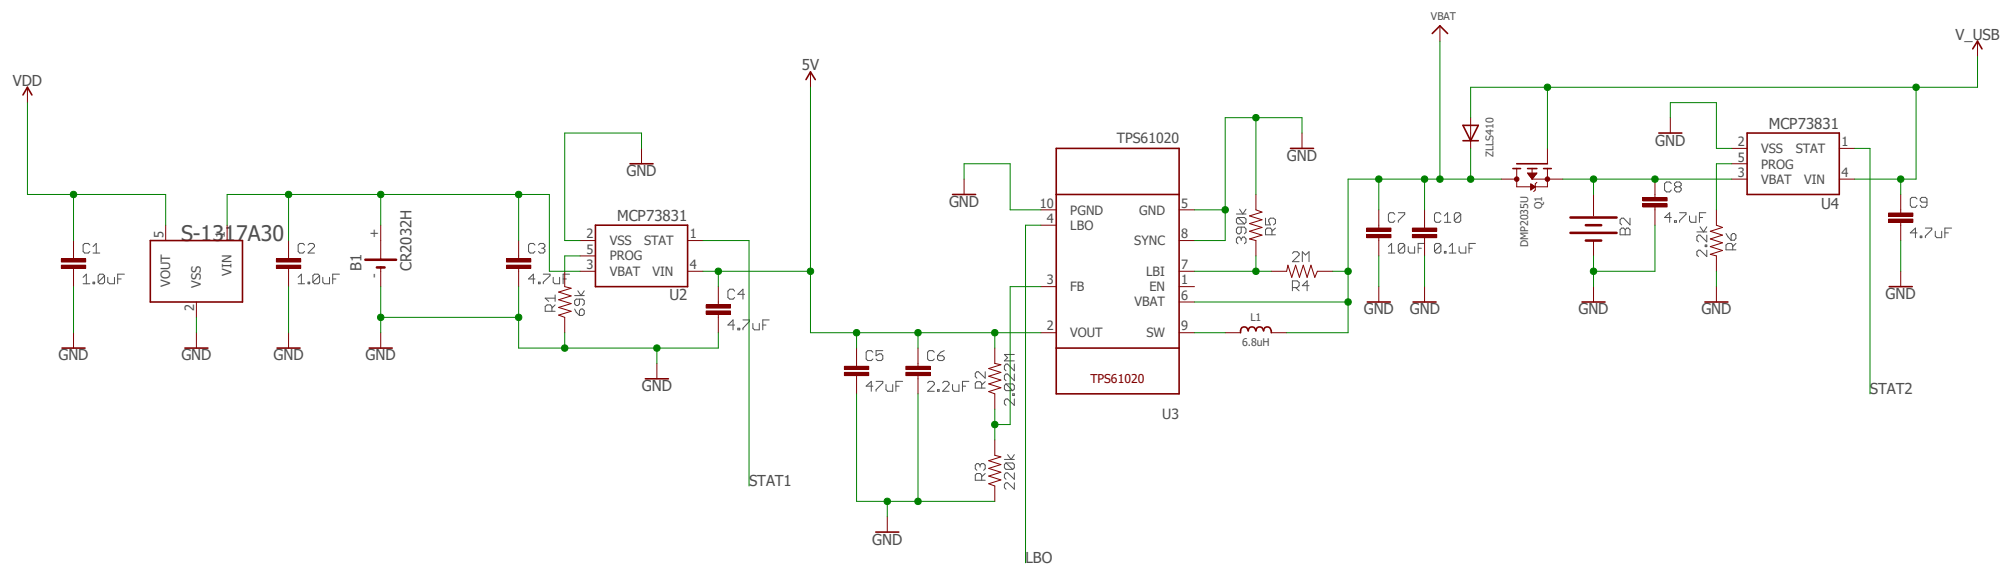 VDD
GND
C1
1.0uF
S-1317A30
5
1
VOUT
VSS
VIN
2
GND
C2
1.0uF
GND
B1
+
-
CR2032H
GND
C3
4.7uF
GND
R1
69k
MCP73831
2 VSS STAT 1
5 PROG
3 VBAT VIN 4
U2
C4
4.7uF
GND
STAT1
5V
C5
47uF
C6
2.2uF
R2
2.022M
R3
220k
GND
LBO
GND
TPS61020
10 PGND GND 5
4 LBO
SYNC 8
LBI 7
3 FB EN 1
VBAT 6
2 VOUT SW 9
TPS61020
U3
GND
390k
R5
2M
R4
L1
6.8uH
VBAT
C7
10uF
GND
C10
0.1uF
GND
ZLLS410
DMP2035U
Q1
B2
GND
C8
4.7uF
GND
2.2k
R6
GND
MCP73831
2 VSS STAT 1
5 PROG
3 VBAT VIN 4
U4
C9
4.7uF
GND
STAT2
V_USB